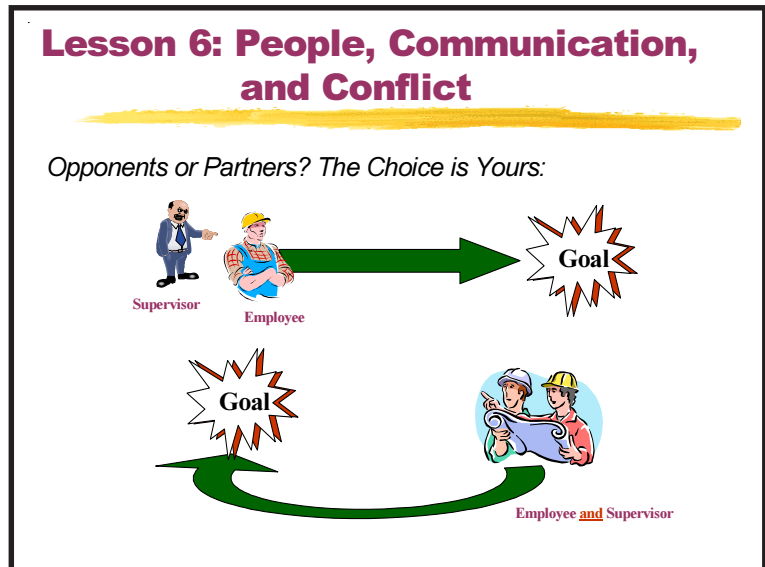 Lesson 6: People, Communication,
and Conflict
Opponents or Partners? The Choice is Yours:
Goal
Supervisor
Employee
Goal
Employee and Supervisor